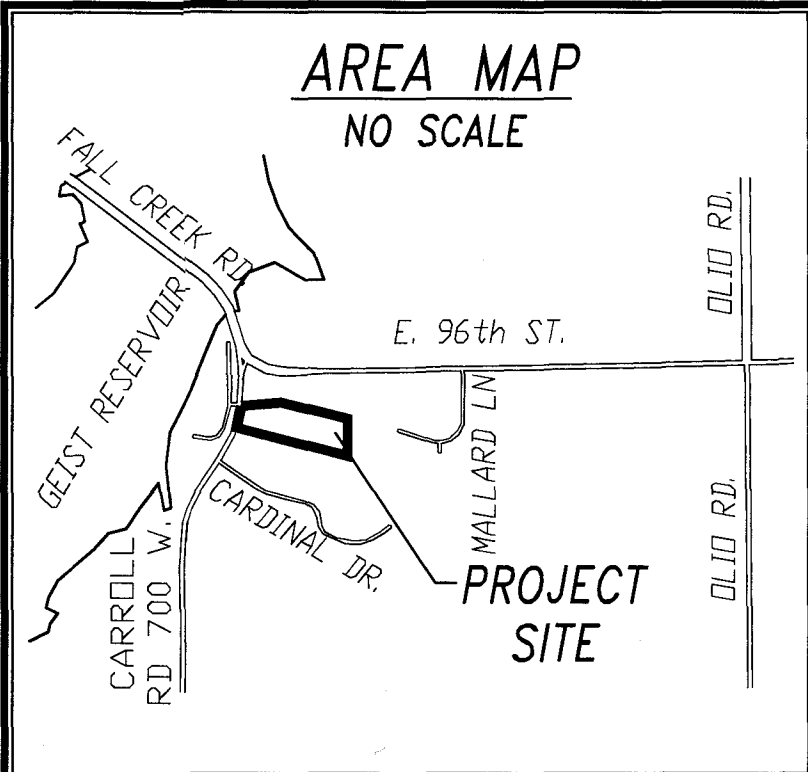 AREA MAP
NO SCALE
FALL CREEK RD.
OLIO RD.
E. 96th ST.
GEIST RESERVOIR
MALLARD LN
CARDINAL DR.
OLIO RD.
CARROLL
RD 700 W.
PROJECT
SITE